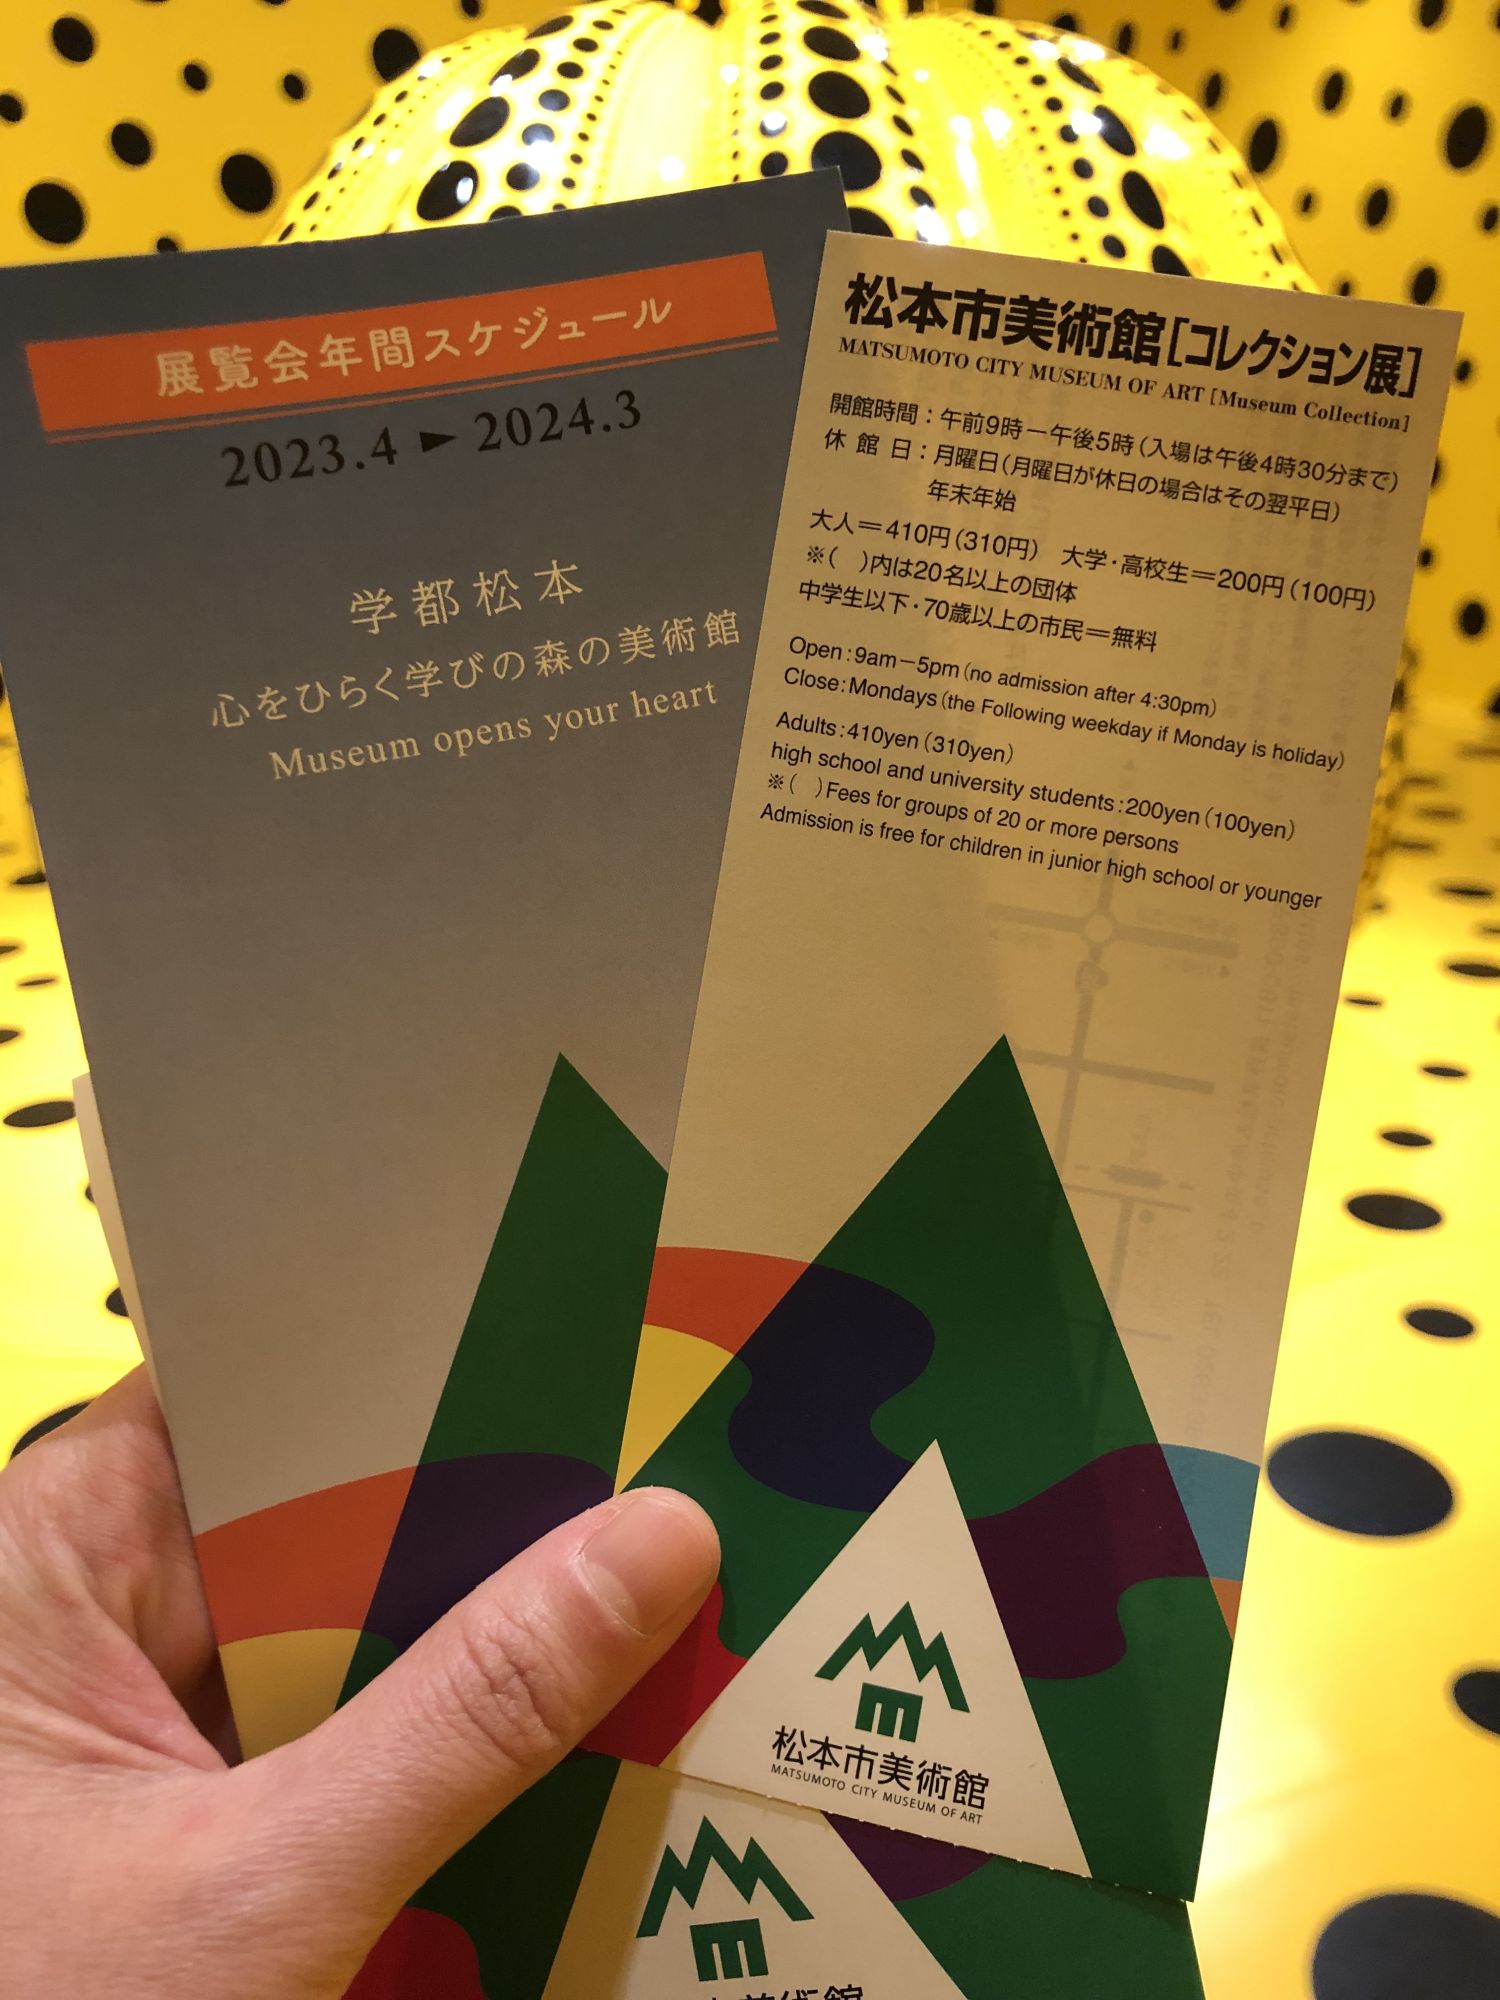 展覧会年間スケジュール
2023.4 ► 2024.3
学都松本
心をひらく学びの森の美術館
Museum opens your heart
松本市美術館[コレクション展]
MATSUMOTO CITY MUSEUM OF ART [Museum Collection]
開館時間：午前9時－午後5時（入場は午後4時30分まで）
休館日：月曜日（月曜日が休日の場合はその翌平日）
年末年始
大人＝410円（310円） 大学・高校生＝200円（100円）
※（ ）内は20名以上の団体
中学生以下・70歳以上の市民＝無料
Open：9am－5pm（no admission after 4:30pm）
Close：Mondays（the Following weekday if Monday is holiday）
Adults：410yen（310yen）
high school and university students：200yen（100yen）
※（ ）Fees for groups of 20 or more persons
Admission is free for children in junior high school or younger
松本市美術館
MATSUMOTO CITY MUSEUM OF ART